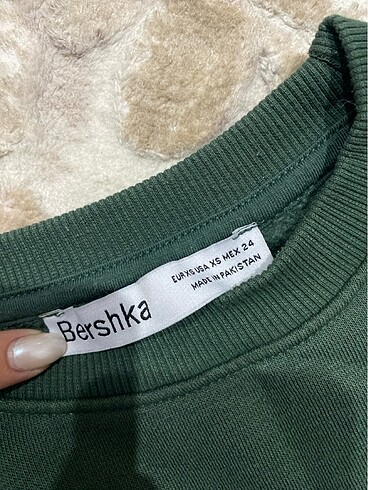 Bershka
EUR XS USA XS MEX 24
MADE IN PAKISTAN